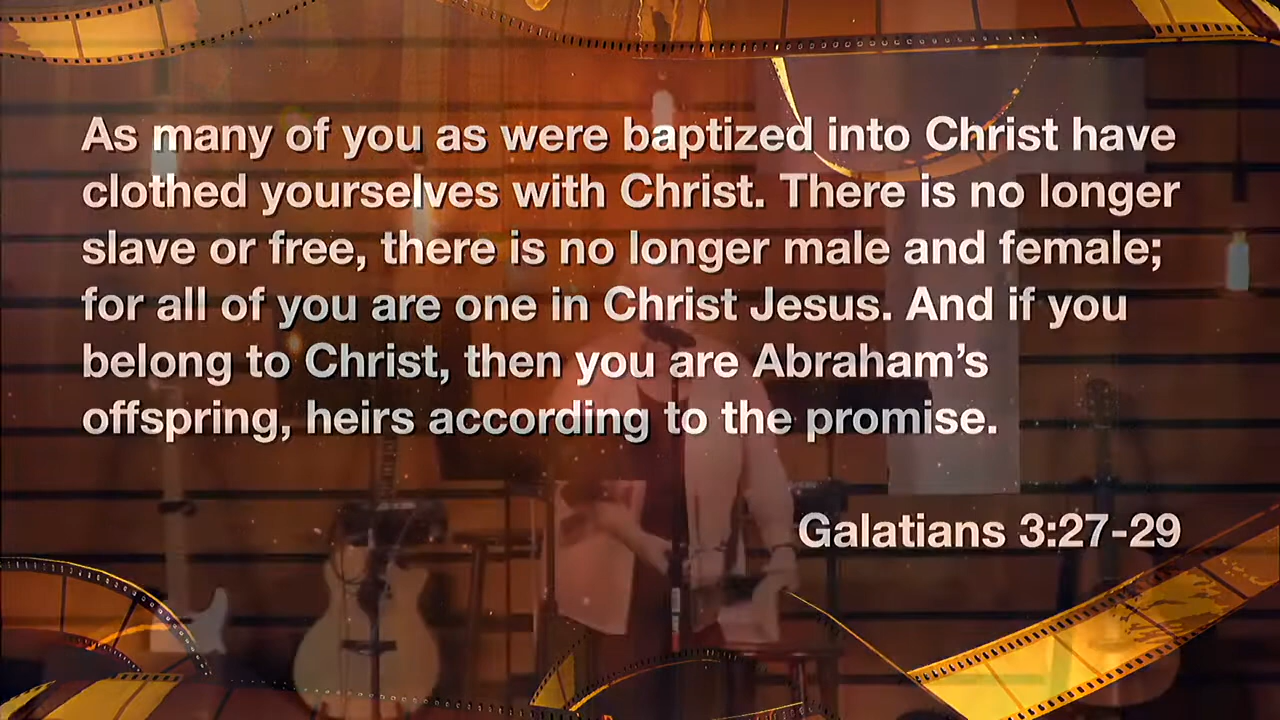 As many of you as were baptized into Christ have
clothed yourselves with Christ. There is no longer
slave or free, there is no longer male and female;
for all of you are one in Christ Jesus. And if you
belong to Christ, then you are Abraham’s
offspring, heirs according to the promise.
Galatians 3:27-29